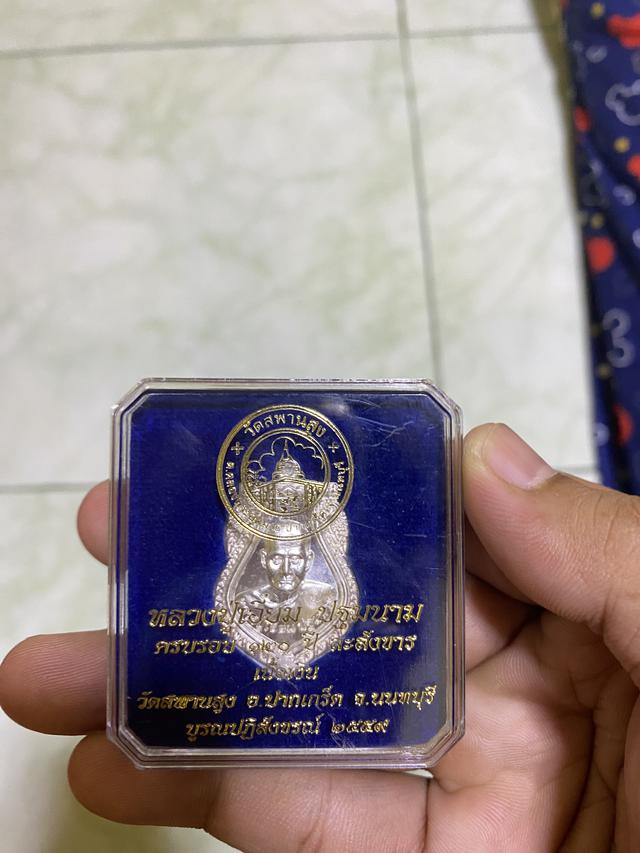 วัดสพานสูง
หลวงปู่เอี่ยม ปฐมนาม
ครบรอบ ๑๒๐ ปี ละสังขาร
เนื้อเงิน
วัดสพานสูง อ.ปากเกร็ด จ.นนทบุรี
บูรณปฏิสังขรณ์ ๒๕๕๙